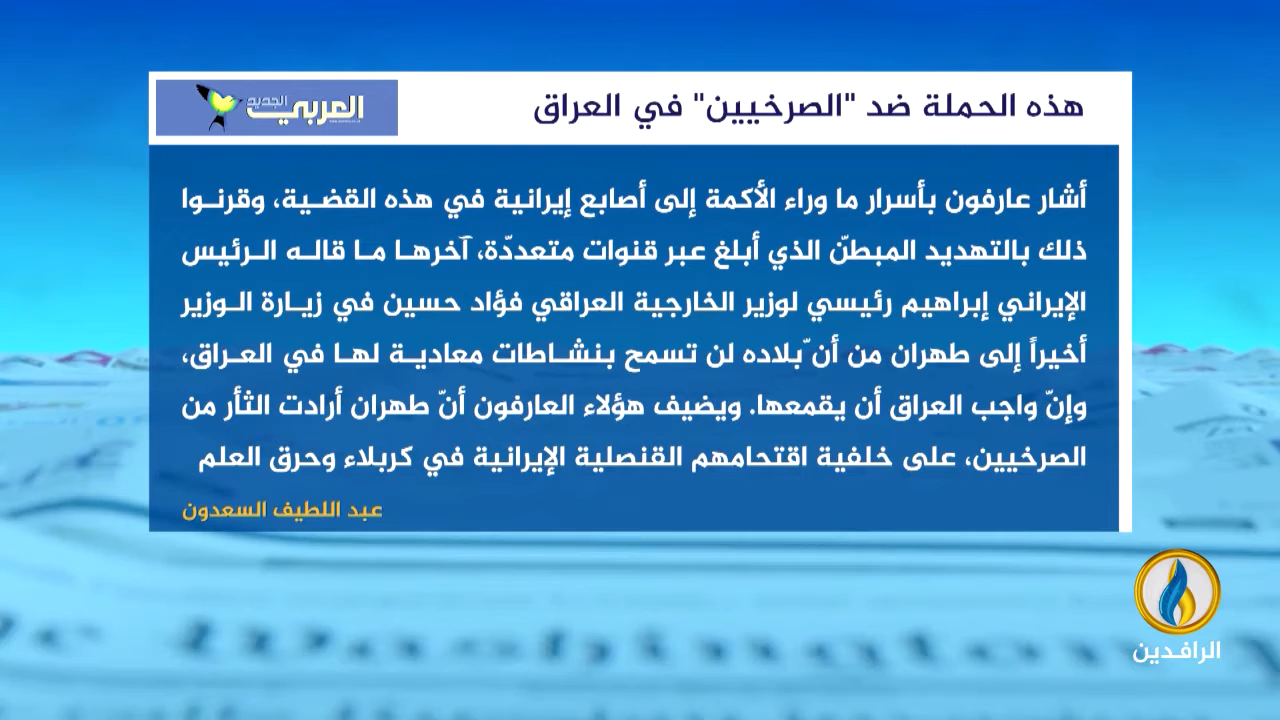 هذه الحملة ضد "الصرخيين" في العراق
العربي الجديد
أشار عارفون بأسرار ما وراء الأكمة إلى أصابع إيرانية في هذه القضية، وقرنوا
ذلك بالتهديد المبطّن الذي أبلغ عبر قنوات متعددّة، آخرها ما قاله الرئيس
الإيراني إبراهيم رئيسي لوزير الخارجية العراقي فؤاد حسين في زيارة الوزير
أخيراً إلى طهران من أن ّبلاده لن تسمح بنشاطات معادية لها في العراق،
وإنّ واجب العراق أن يقمعها. ويضيف هؤلاء العارفون أنّ طهران أرادت الثأر من
الصرخيين، على خلفية اقتحامهم القنصلية الإيرانية في كربلاء وحرق العلم
عبد اللطيف السعدون
الرافدين